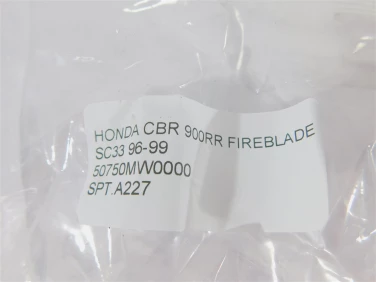 HONDA CBR 900RR FIREBLADE
SC33 96-99
50750MW0000
SPT.A227